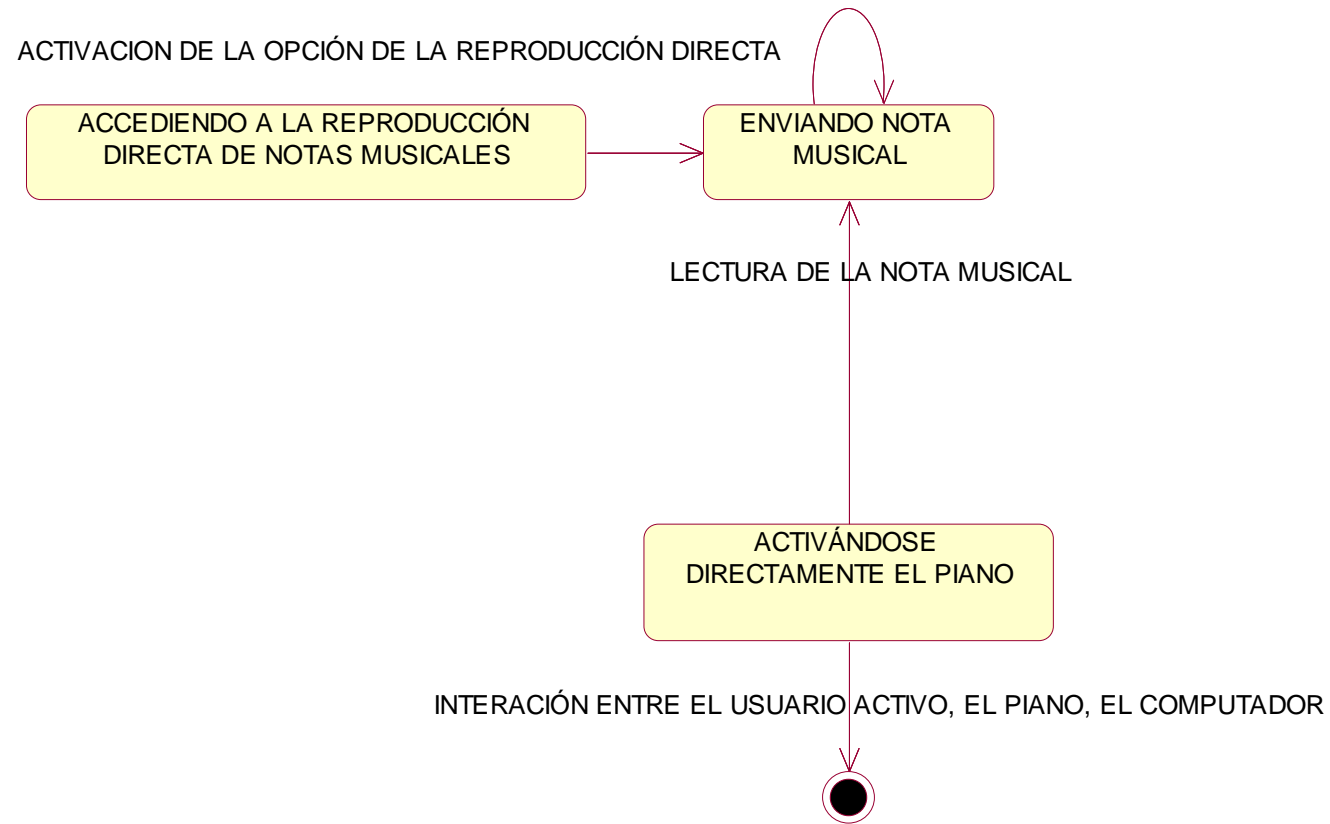 ACTIVACION DE LA OPCIÓN DE LA REPRODUCCIÓN DIRECTA
ACCEDIENDO A LA REPRODUCCIÓN
DIRECTA DE NOTAS MUSICALES
ENVIANDO NOTA
MUSICAL
LECTURA DE LA NOTA MUSICAL
ACTIVÁNDOSE
DIRECTAMENTE EL PIANO
INTERACIÓN ENTRE EL USUARIO ACTIVO, EL PIANO, EL COMPUTADOR